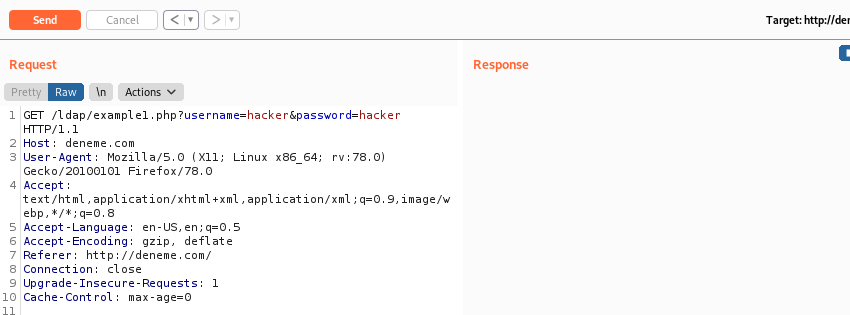 Send Cancel < > Target: http://der
Request Response
Pretty Raw \n Actions
1 GET /ldap/example1.php?username=hacker&password=hacker
HTTP/1.1
2 Host: deneme.com
3 User-Agent: Mozilla/5.0 (X11; Linux x86_64; rv:78.0)
Gecko/20100101 Firefox/78.0
4 Accept:
text/html,application/xhtml+xml,application/xml;q=0.9,image/w
ebp,*/*;q=0.8
5 Accept-Language: en-US,en;q=0.5
6 Accept-Encoding: gzip, deflate
7 Referer: http://deneme.com/
8 Connection: close
9 Upgrade-Insecure-Requests: 1
10 Cache-Control: max-age=0
11